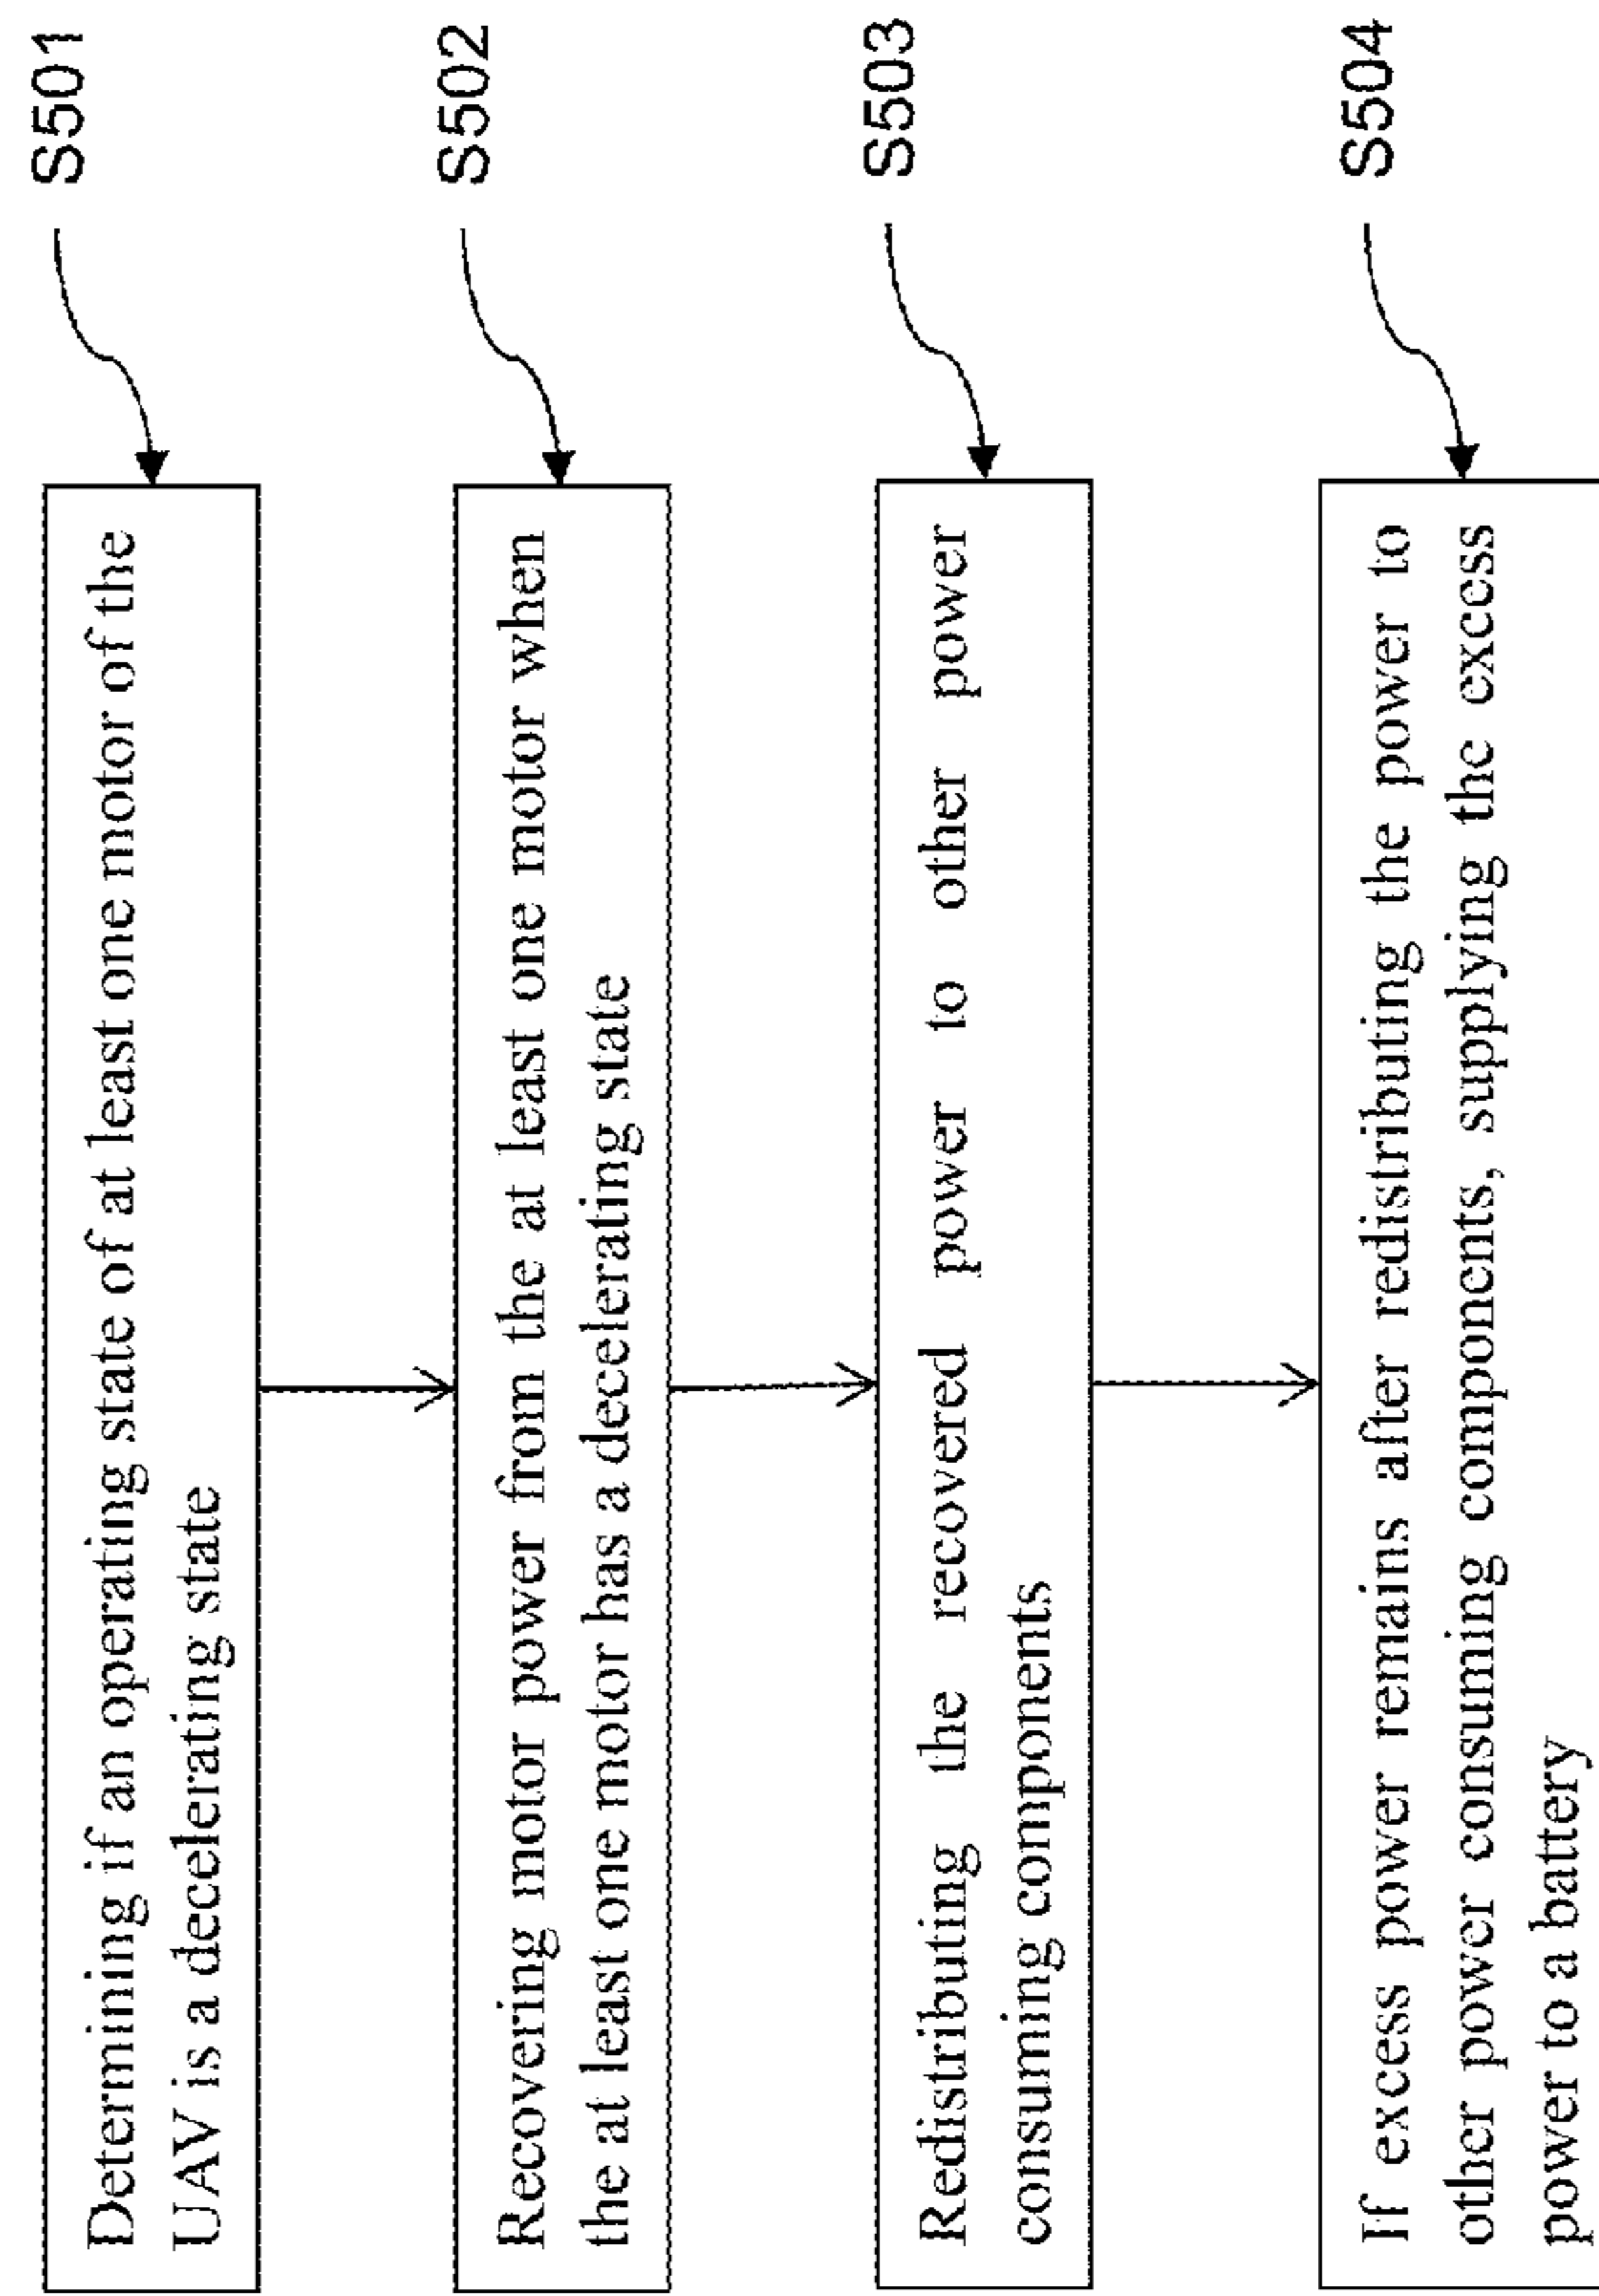 Determining if an operating state of at least one motor of the
UAV is a decelerating state
S501
Recovering motor power from the at least one motor when
the at least one motor has a decelerating state
S502
Redistributing the recovered power to other power
consuming components
S503
If excess power remains after redistributing the power to
other power consuming components, supplying the excess
power to a battery
S504